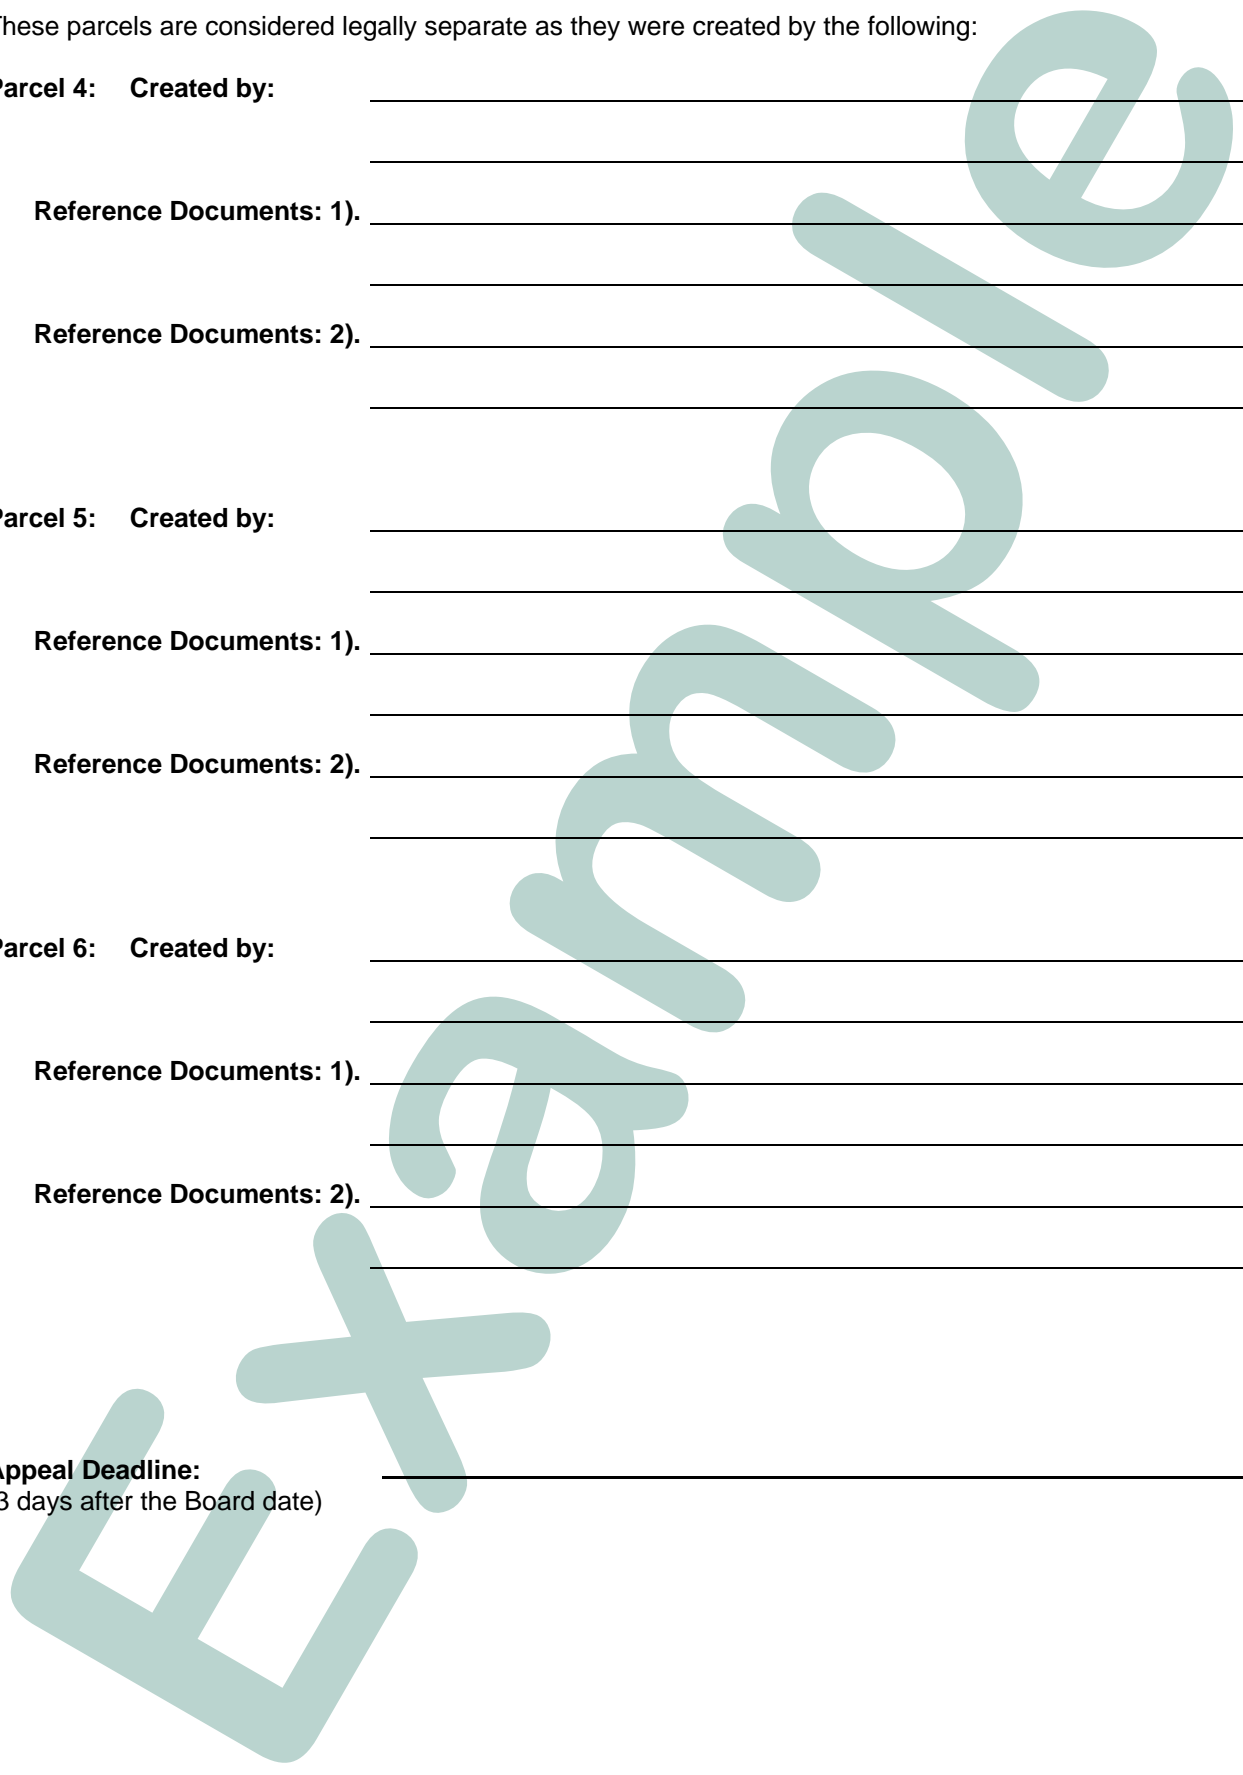 These parcels are considered legally separate as they were created by the following:
Parcel 4: Created by:
Reference Documents: 1).
Reference Documents: 2).
Parcel 5: Created by:
Reference Documents: 1).
Reference Documents: 2).
Parcel 6: Created by:
Reference Documents: 1).
Reference Documents: 2).
Appeal Deadline:
3 days after the Board date)
Example